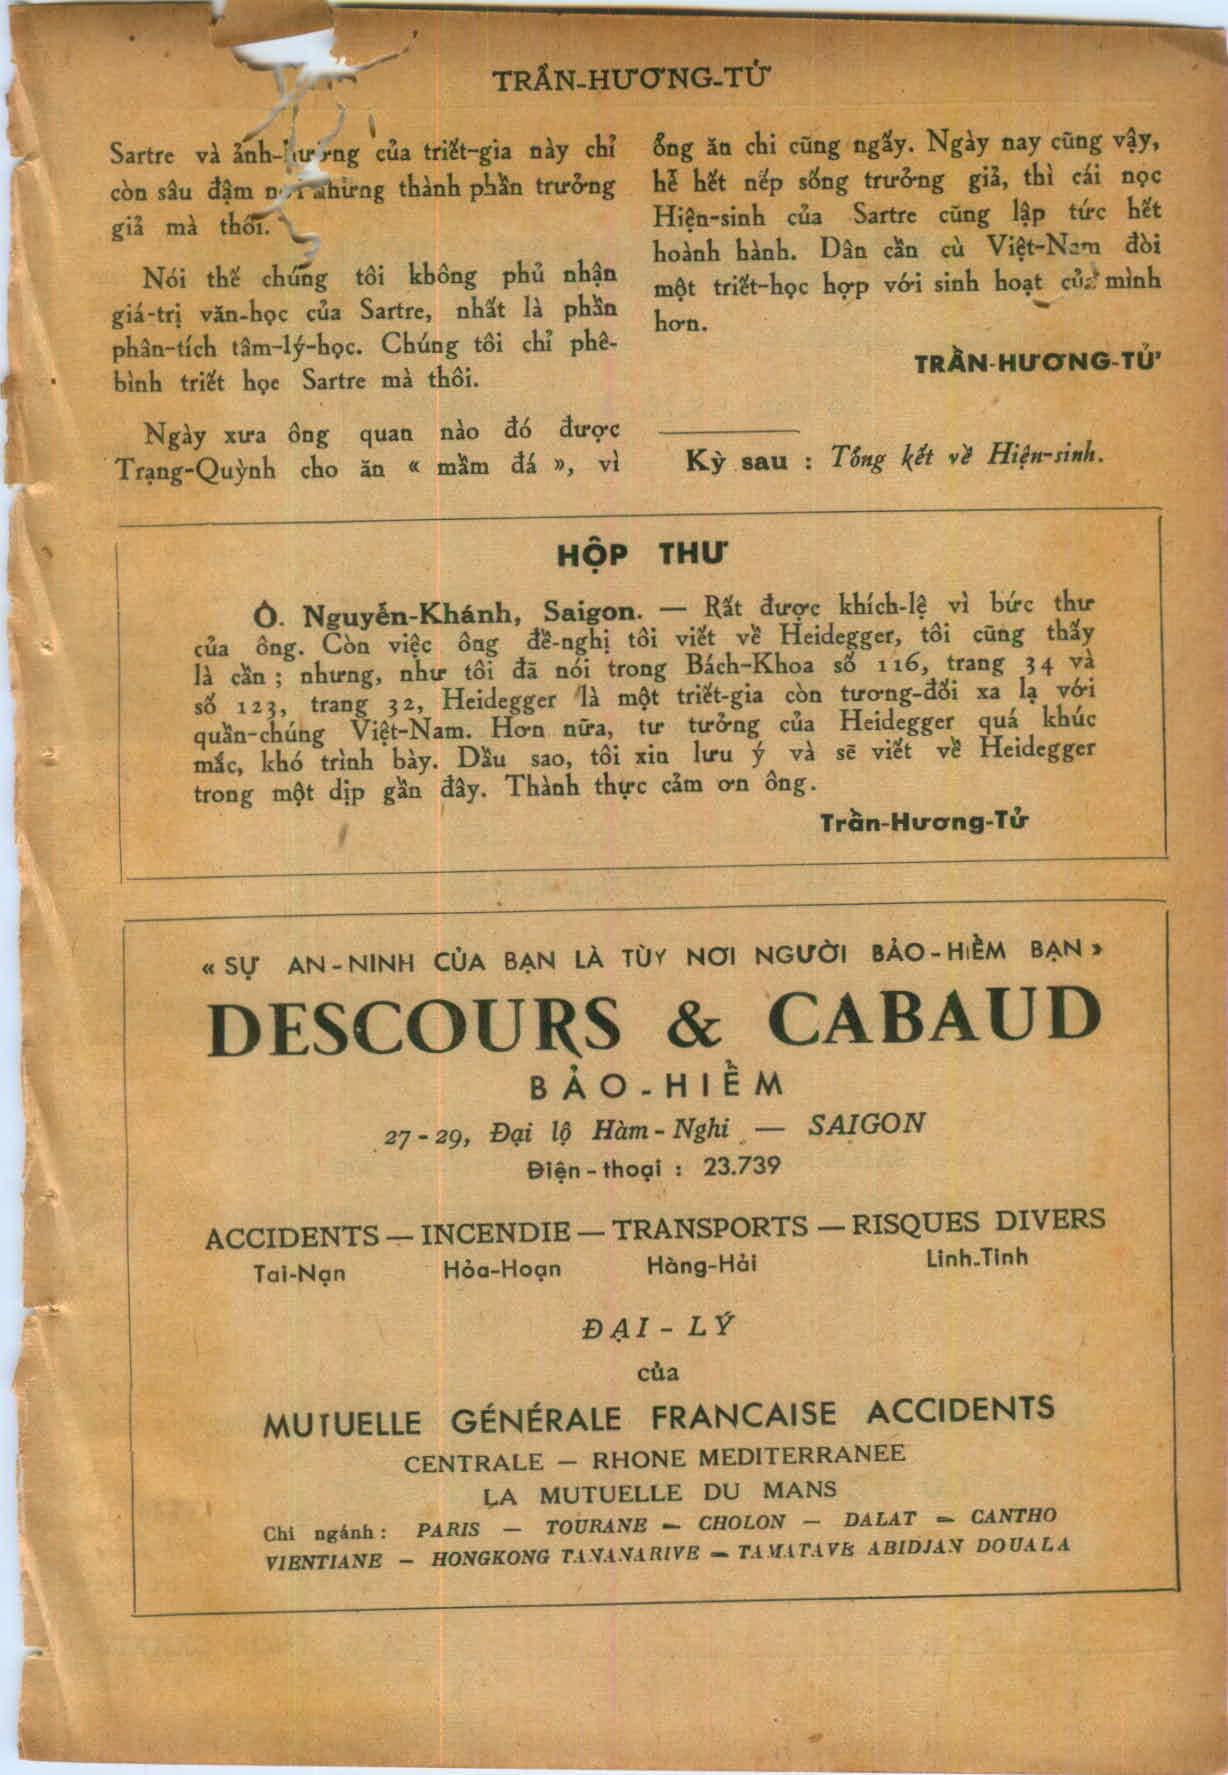 TRẦN-HƯƠNG-TỬ
Sartre và ảnh-hưởng của triết-gia này chỉ
còn sâu đậm nơi những thành phần trưởng
giả mà thôi.
Nói thế chúng tôi không phủ nhận
giá-trị văn-học của Sartre, nhất là phần
phân-tích tâm-lý-học. Chúng tôi chỉ phê-
bình triết học Sartre mà thôi.
Ngày xưa ông quan nào đó được
Trạng-Quỳnh cho ăn « mầm đá », vì
ổng ăn chi cũng ngấy. Ngày nay cũng vậy,
hễ hết nếp sống trưởng giả, thì cái nọc
Hiện-sinh của Sartre cũng lập tức hết
hoành hành. Dân cần cù Việt-Nam đòi
một triết-học hợp với sinh hoạt của mình
hơn.
TRẦN-HƯƠNG-TỬ
Kỳ sau : Tổng kết về Hiện-sinh.
HỘP THƯ
Ô. Nguyễn-Khánh, Saigon. — Rất được khích-lệ vì bức thư
của ông. Còn việc ông đề-nghị tôi viết về Heidegger, tôi cũng thấy
là cần ; nhưng, như tôi đã nói trong Bách-Khoa số 116, trang 34 và
số 123, trang 32, Heidegger là một triết-gia còn tương-đối xa lạ với
quần-chúng Việt-Nam. Hơn nữa, tư tưởng của Heidegger quá khúc
mắc, khó trình bày. Dầu sao, tôi xin lưu ý và sẽ viết về Heidegger
trong một dịp gần đây. Thành thực cảm ơn ông.
Trần-Hương-Tử
« SỰ AN-NINH CỦA BẠN LÀ TÙY NƠI NGƯỜI BẢO-HIỂM BẠN »
DESCOURS & CABAUD
BẢO-HIỂM
27-29, Đại lộ Hàm-Nghi — SAIGON
Điện-thoại : 23.739
ACCIDENTS — INCENDIE — TRANSPORTS — RISQUES DIVERS
Tai-Nạn Hỏa-Hoạn Hàng-Hải Linh-Tinh
ĐẠI-LÝ
của
MUTUELLE GÉNÉRALE FRANCAISE ACCIDENTS
CENTRALE — RHONE MEDITERRANEE
LA MUTUELLE DU MANS
Chi ngánh : PARIS — TOURANE — CHOLON — DALAT — CANTHO
VIENTIANE — HONGKONG TANANARIVE — TAMATAVE ABIDJAN DOUALA